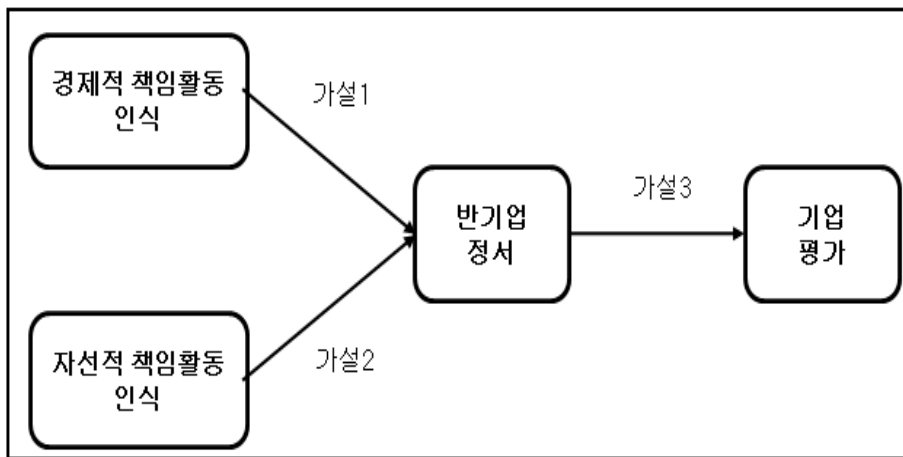 경제적 책임활동
인식
가설1
반기업
정서
가설3
기업
평가
자선적 책임활동
인식
가설2